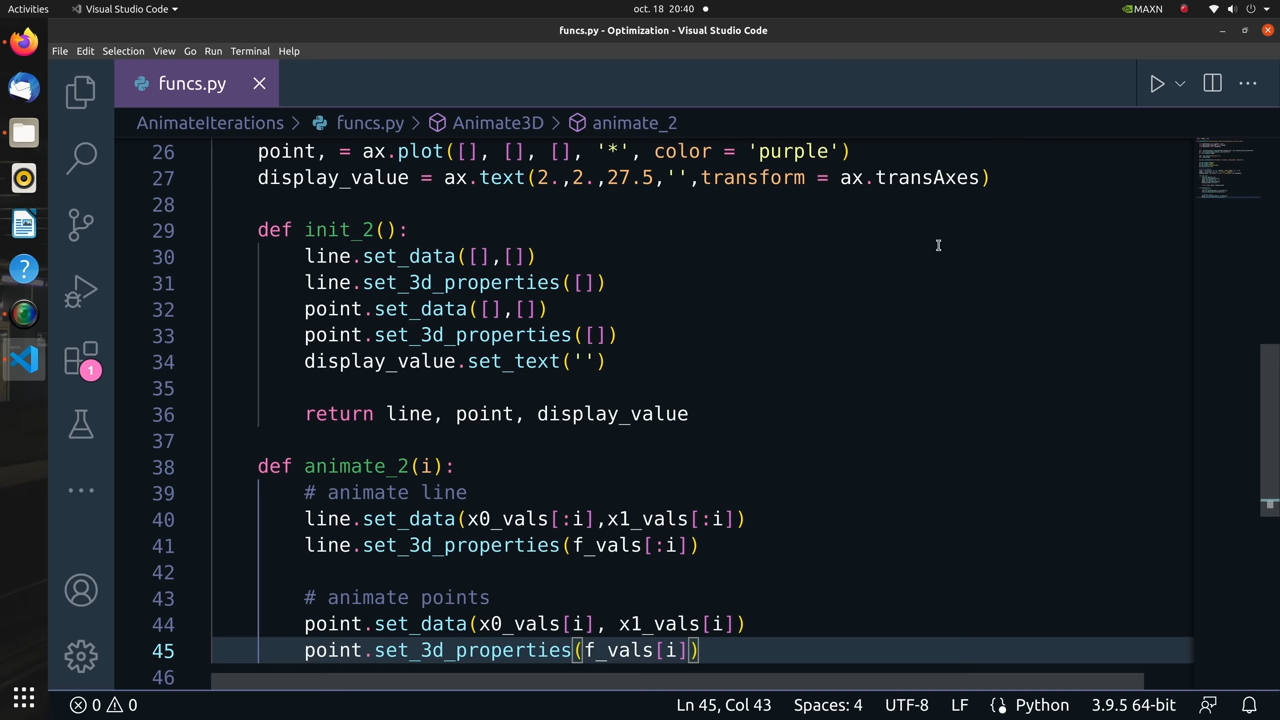 Activities
Visual Studio Code
oct. 18 20:40
MAXN
funcs.py - Optimization - Visual Studio Code
File Edit Selection View Go Run Terminal Help
funcs.py
AnimateIterations > funcs.py > Animate3D > animate_2
26 point, = ax.plot([], [], [], '*', color = 'purple')
27 display_value = ax.text(2.,2.,27.5,'',transform = ax.transAxes)
28
29 def init_2():
30 line.set_data([],[])
31 line.set_3d_properties([])
32 point.set_data([],[])
33 point.set_3d_properties([])
34 display_value.set_text('')
35
36 return line, point, display_value
37
38 def animate_2(i):
39 # animate line
40 line.set_data(x0_vals[:i],x1_vals[:i])
41 line.set_3d_properties(f_vals[:i])
42
43 # animate points
44 point.set_data(x0_vals[i], x1_vals[i])
45 point.set_3d_properties(f_vals[i])
46
1
0 0
Ln 45, Col 43 Spaces: 4 UTF-8 LF Python 3.9.5 64-bit